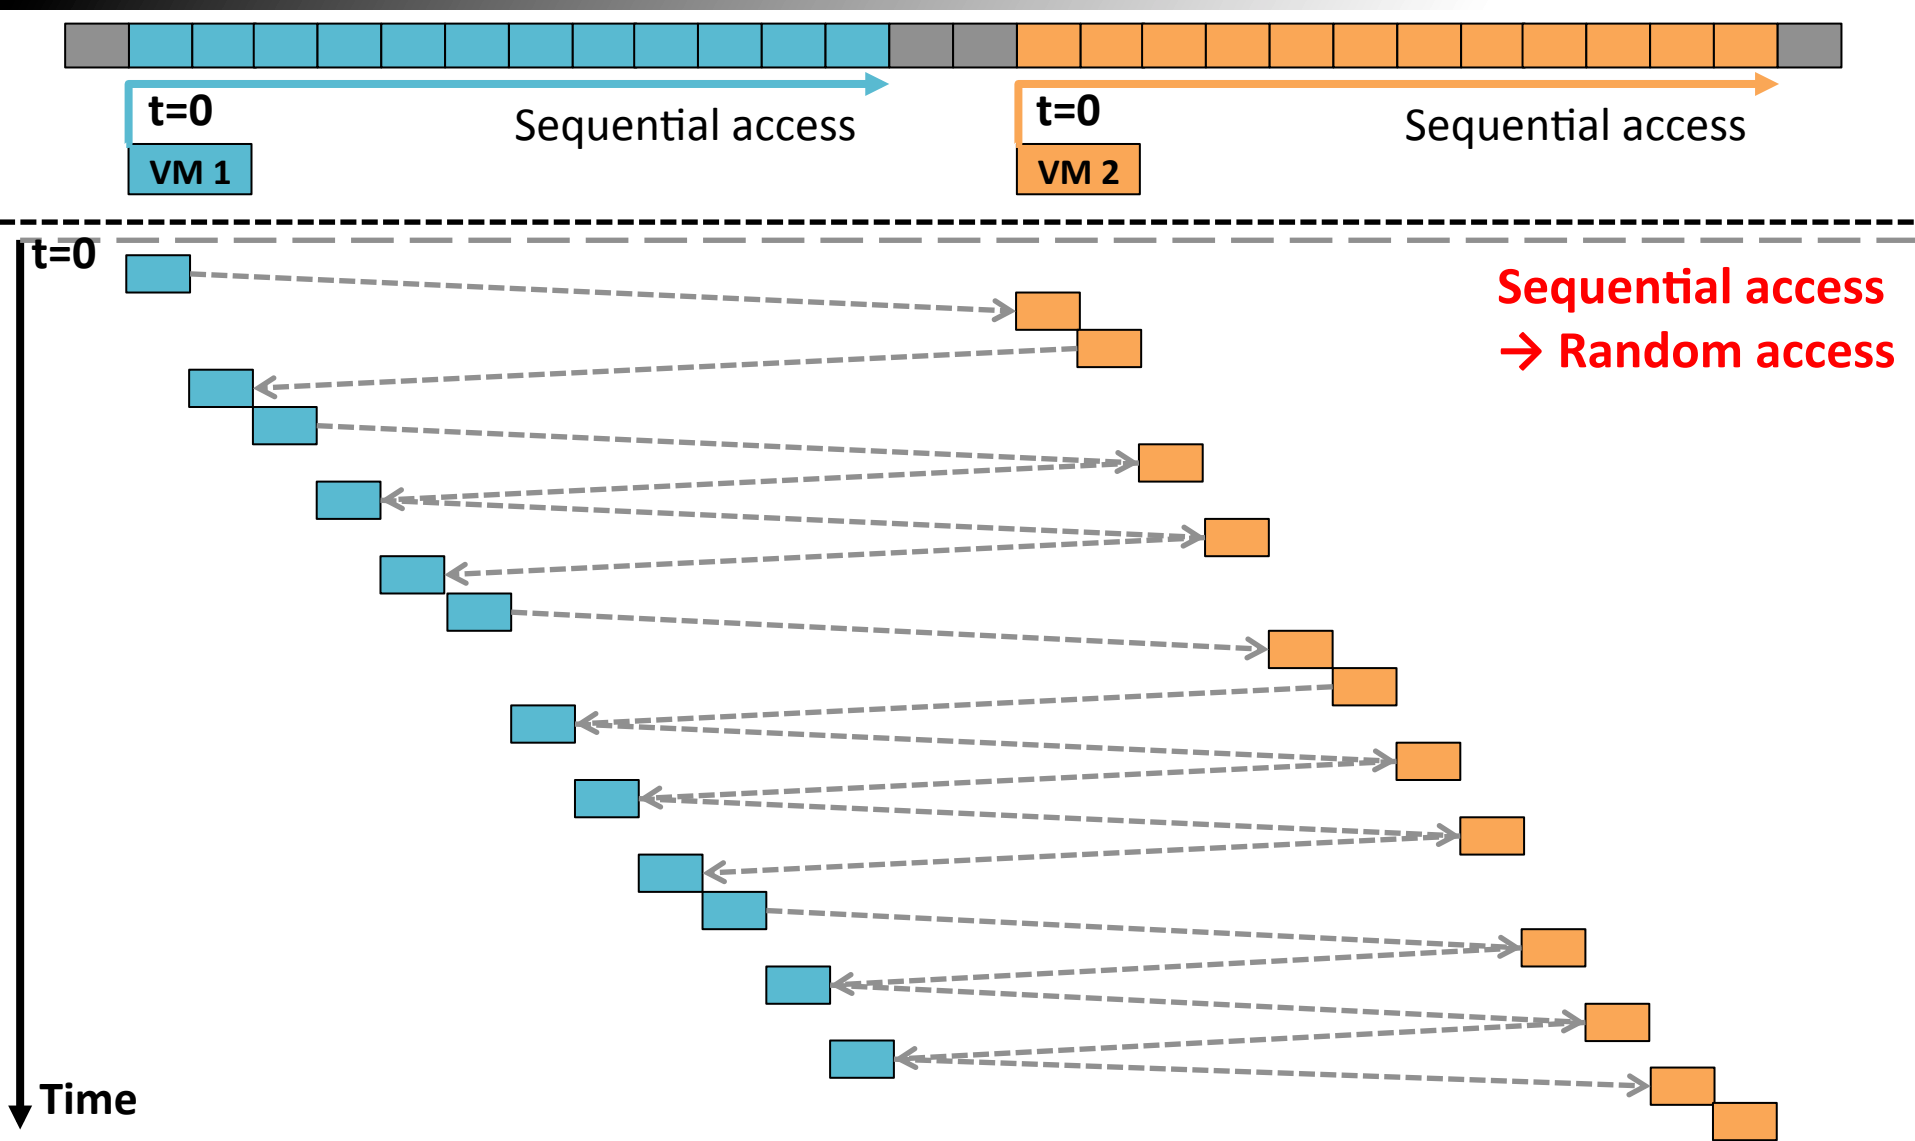 t=0
Sequential access
t=0
Sequential access
VM 1
VM 2
t=0
Sequential access
→ Random access
Time